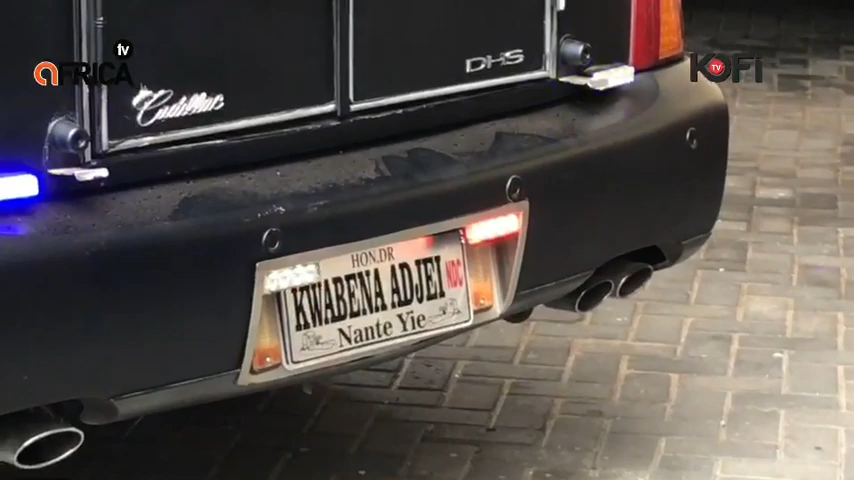 AFRICA tv
KOFI TV
Cadillac
DHS
HON.DR
KWABENA ADJEI NDC
Nante Yie